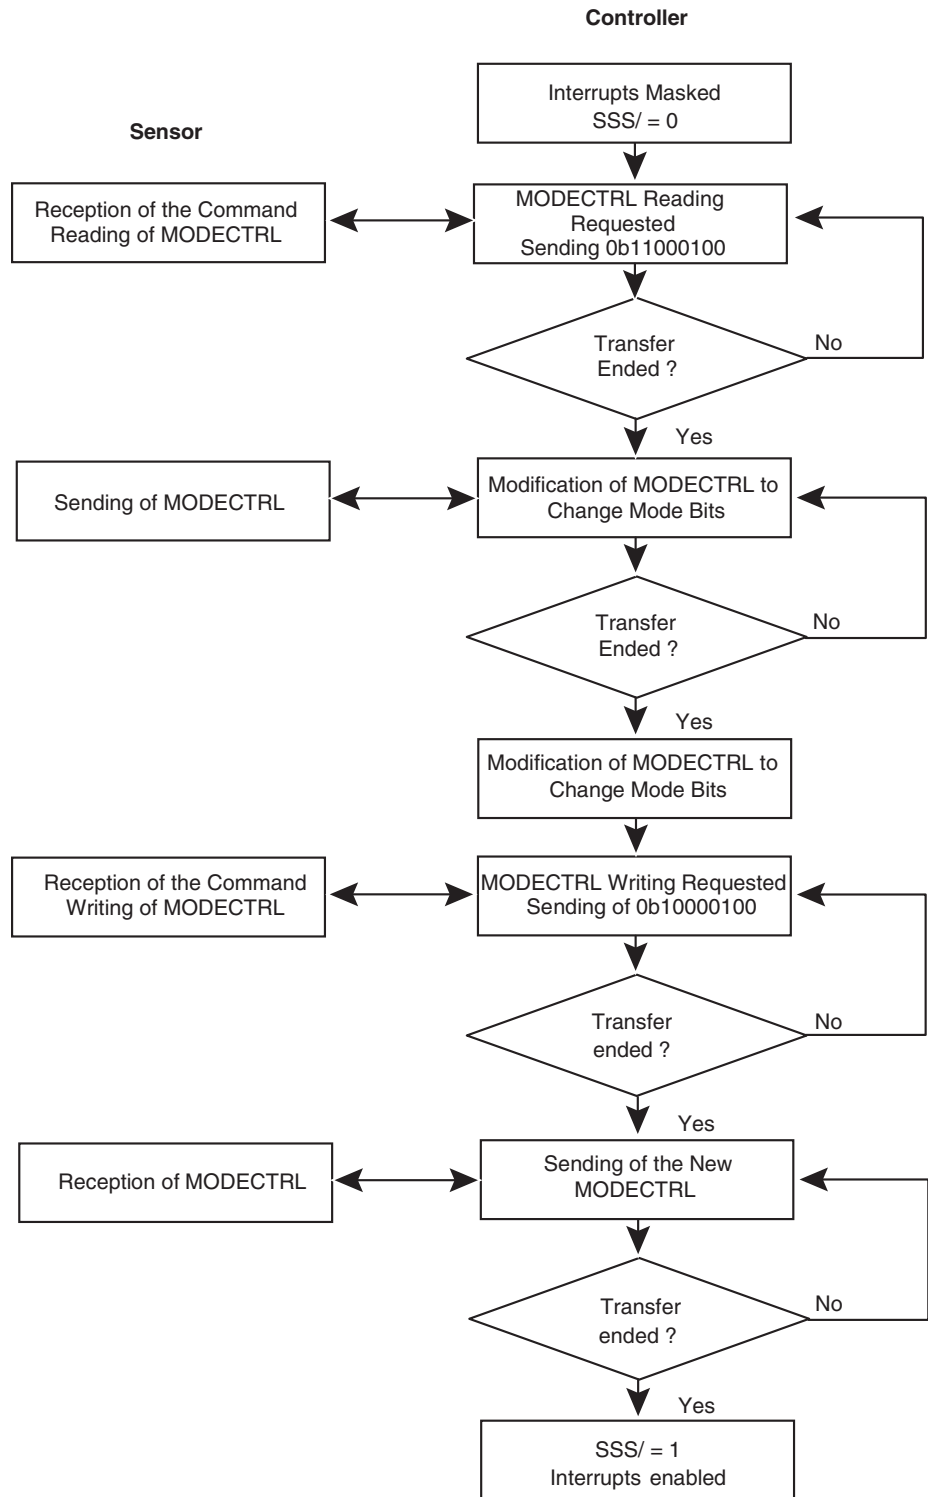 Controller
Interrupts Masked
SSS/ = 0
Sensor
Reception of the Command
Reading of MODECTRL
MODECTRL Reading
Requested
Sending 0b11000100
Transfer
Ended ?
No
Yes
Sending of MODECTRL
Modification of MODECTRL to
Change Mode Bits
Transfer
Ended ?
No
Yes
Modification of MODECTRL to
Change Mode Bits
Reception of the Command
Writing of MODECTRL
MODECTRL Writing Requested
Sending of 0b10000100
Transfer
ended ?
No
Yes
Reception of MODECTRL
Sending of the New
MODECTRL
Transfer
ended ?
No
Yes
SSS/ = 1
Interrupts enabled